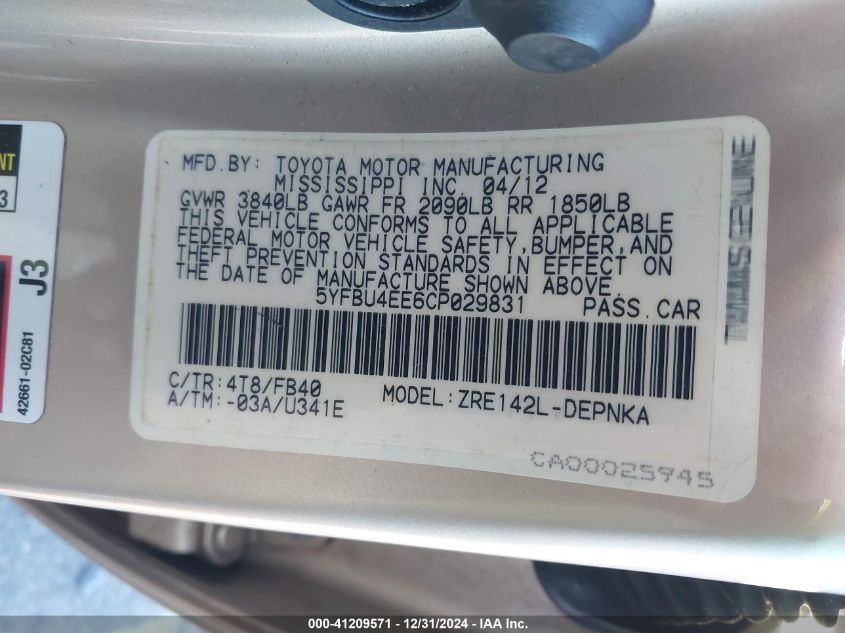 MFD.BY: TOYOTA MOTOR MANUFACTURING
MISSISSIPPI INC. 04/12
GVWR 3840LB GAWR FR 2090LB RR 1850LB
THIS VEHICLE CONFORMS TO ALL APPLICABLE
FEDERAL MOTOR VEHICLE SAFETY,BUMPER,AND
THEFT PREVENTION STANDARDS IN EFFECT ON
THE DATE OF MANUFACTURE SHOWN ABOVE.
5YFBU4EE6CP029831 PASS.CAR
C/TR:4T8/FB40
A/TM:-03A/U341E
MODEL:ZRE142L-DEPNKA
CA00025945
3
J3
42661-02C81
000-41209571 - 12/31/2024 - IAA Inc.